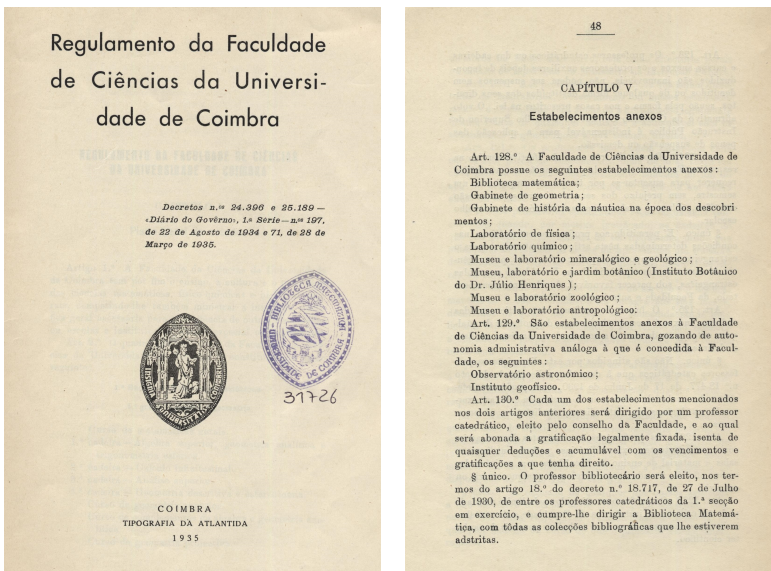 Regulamento da Faculdade
de Ciências da Universi-
dade de Coimbra
Decretos n.os 24.396 e 25.189 —
«Diário do Govêrno», 1.a Série — n.os 197,
de 22 de Agosto de 1934 e 71, de 28 de
Março de 1935.
BIBLIOTECA MATEMATICA
UNIVERSIDADE DE COIMBRA
31726
COIMBRA
TIPOGRAFIA DA ATLANTIDA
1935
48
CAPÍTULO V
Estabelecimentos anexos
Art. 128.º A Faculdade de Ciências da Universidade de
Coimbra possue os seguintes estabelecimentos anexos :
Biblioteca matemática;
Gabinete de geometria;
Gabinete de história da náutica na época dos descobri
mentos;
Laboratório de física;
Laboratório químico;
Museu e laboratório mineralógico e geológico;
Museu, laboratório e jardim botânico (Instituto Botânico
do Dr. Júlio Henriques);
Museu e laboratório zoológico;
Museu e laboratório antropológico:
Art. 129.º São estabelecimentos anexos à Faculdade
de Ciências da Universidade de Coimbra, gozando de auto-
nomia administrativa análoga à que é concedida à Facul-
dade, os seguintes :
Observatório astronómico;
Instituto geofísico.
Art. 130.º Cada um dos estabelecimentos mencionados
nos dois artigos anteriores será dirigido por um professor
catedrático, eleito pelo conselho da Faculdade, e ao qual
será abonada a gratificação legalmente fixada, isenta de
quaisquer deduções e acumulável com os vencimentos e
gratificações a que tenha direito.
§ único. O professor bibliotecário será eleito, nos ter-
mos do artigo 18.º do decreto n.º 18.717, de 27 de Julho
de 1930, de entre os professores catedráticos da 1.ª secção
em exercício, e cumpre-lhe dirigir a Biblioteca Matemá-
tica, com tôdas as colecções bibliográficas que lhe estiverem
adstritas.